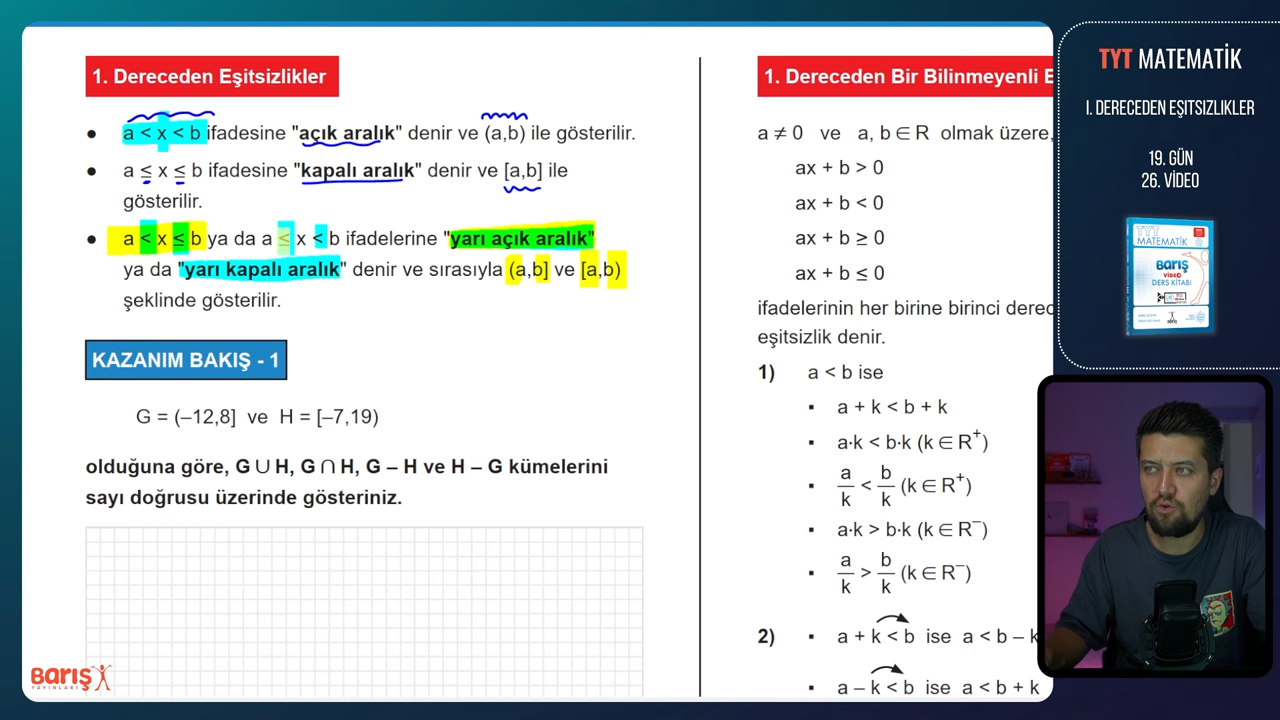 1. Dereceden Eşitsizlikler
• a < x < b ifadesine "açık aralık" denir ve (a,b) ile gösterilir.
• a ≤ x ≤ b ifadesine "kapalı aralık" denir ve [a,b] ile
gösterilir.
• a < x ≤ b ya da a ≤ x < b ifadelerine "yarı açık aralık"
ya da "yarı kapalı aralık" denir ve sırasıyla (a,b] ve [a,b)
şeklinde gösterilir.
KAZANIM BAKIŞ - 1
G = (–12,8] ve H = [–7,19)
olduğuna göre, G ∪ H, G ∩ H, G – H ve H – G kümelerini
sayı doğrusu üzerinde gösteriniz.
BARIŞ
YAYINLARI
1. Dereceden Bir Bilinmeyenli E
a ≠ 0 ve a, b ∈ R olmak üzere,
ax + b > 0
ax + b < 0
ax + b ≥ 0
ax + b ≤ 0
ifadelerinin her birine birinci derec
eşitsizlik denir.
1) a < b ise
▪ a + k < b + k
▪ a·k < b·k (k ∈ R⁺)
▪ a/k < b/k (k ∈ R⁺)
▪ a·k > b·k (k ∈ R⁻)
▪ a/k > b/k (k ∈ R⁻)
2) ▪ a + k < b ise a < b – k
▪ a – k < b ise a < b + k
TYT MATEMATİK
I. DERECEDEN EŞITSIZLIKLER
19. GÜN
26. VİDEO
TYT
MATEMATİK
BARIŞ
VİDEO
DERS KİTABI